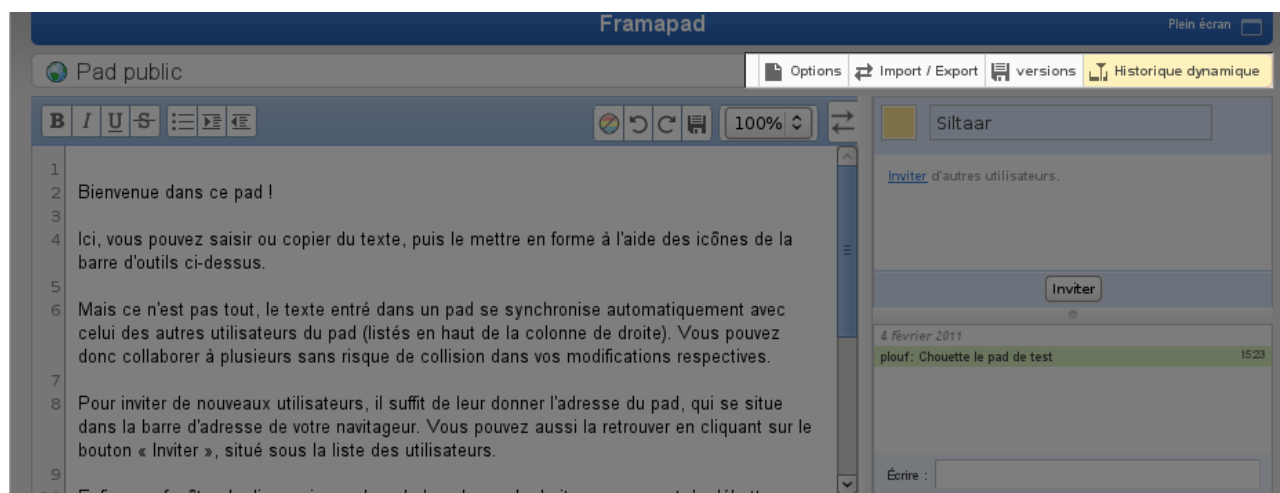 Framapad
Plein écran
Pad public
Options
Import / Export
versions
Historique dynamique
B I U S
100%
Siltaar
Inviter d'autres utilisateurs.
1
2 Bienvenue dans ce pad !
3
4 Ici, vous pouvez saisir ou copier du texte, puis le mettre en forme à l'aide des icônes de la
barre d'outils ci-dessus.
5
6 Mais ce n'est pas tout, le texte entré dans un pad se synchronise automatiquement avec
celui des autres utilisateurs du pad (listés en haut de la colonne de droite). Vous pouvez
donc collaborer à plusieurs sans risque de collision dans vos modifications respectives.
7
8 Pour inviter de nouveaux utilisateurs, il suffit de leur donner l'adresse du pad, qui se situe
dans la barre d'adresse de votre navitageur. Vous pouvez aussi la retrouver en cliquant sur le
bouton « Inviter », situé sous la liste des utilisateurs.
9
Inviter
4 février 2011
plouf: Chouette le pad de test 15:23
Écrire :